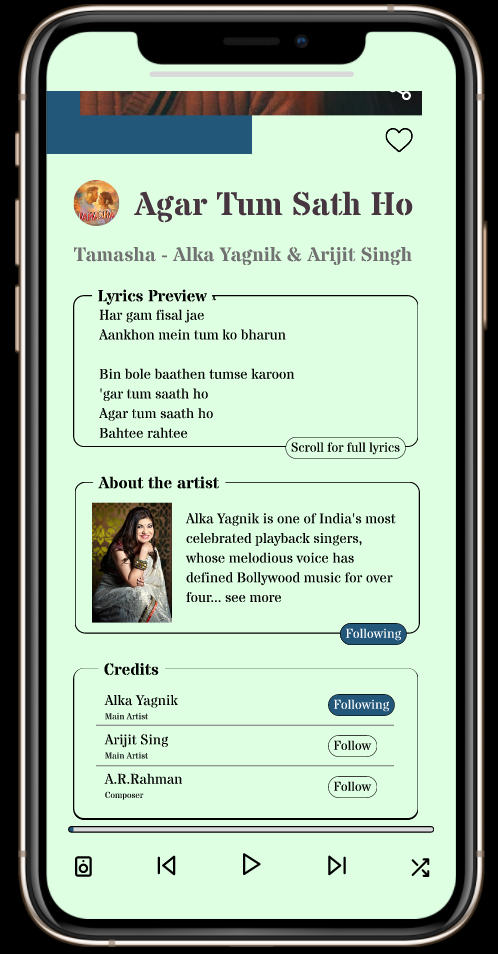 Agar Tum Sath Ho
Tamasha - Alka Yagnik & Arijit Singh
Lyrics Preview
Har gam fisal jae
Aankhon mein tum ko bharun
Bin bole baathen tumse karoon
'gar tum saath ho
Agar tum saath ho
Bahtee rahtee
Scroll for full lyrics
About the artist
Alka Yagnik is one of India's most
celebrated playback singers,
whose melodious voice has
defined Bollywood music for over
four... see more
Following
Credits
Alka Yagnik
Main Artist
Following
Arijit Sing
Main Artist
Follow
A.R.Rahman
Composer
Follow